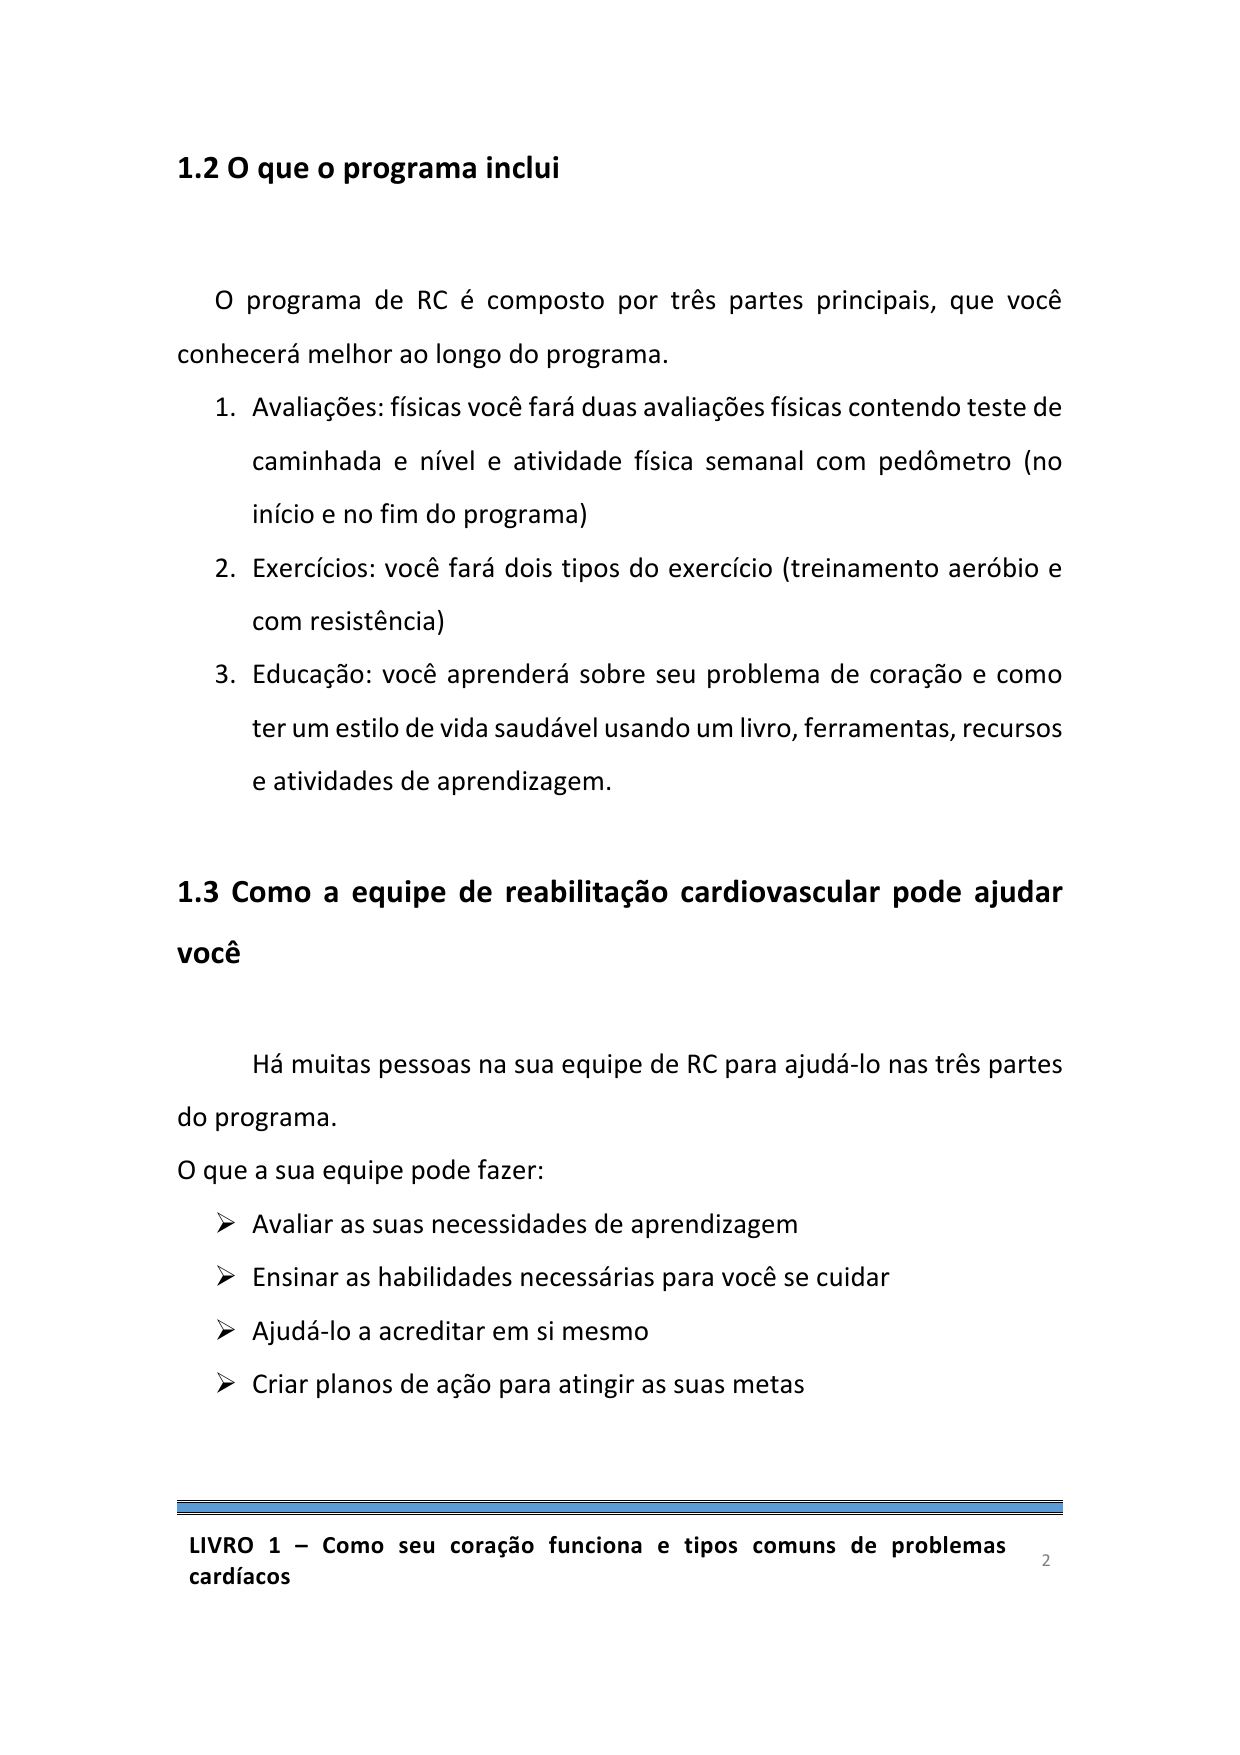 1.2 O que o programa inclui
O programa de RC é composto por três partes principais, que você
conhecerá melhor ao longo do programa.
1. Avaliações: físicas você fará duas avaliações físicas contendo teste de
caminhada e nível e atividade física semanal com pedômetro (no
início e no fim do programa)
2. Exercícios: você fará dois tipos do exercício (treinamento aeróbio e
com resistência)
3. Educação: você aprenderá sobre seu problema de coração e como
ter um estilo de vida saudável usando um livro, ferramentas, recursos
e atividades de aprendizagem.
1.3 Como a equipe de reabilitação cardiovascular pode ajudar
você
Há muitas pessoas na sua equipe de RC para ajudá-lo nas três partes
do programa.
O que a sua equipe pode fazer:
➢ Avaliar as suas necessidades de aprendizagem
➢ Ensinar as habilidades necessárias para você se cuidar
➢ Ajudá-lo a acreditar em si mesmo
➢ Criar planos de ação para atingir as suas metas
LIVRO 1 – Como seu coração funciona e tipos comuns de problemas
cardíacos
2